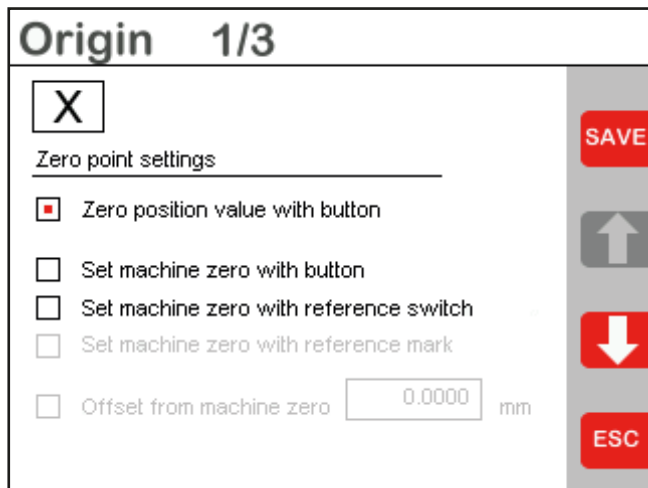 Origin 1/3
X
SAVE
Zero point settings
Zero position value with button
Set machine zero with button
Set machine zero with reference switch
Set machine zero with reference mark
Offset from machine zero 0.0000 mm
ESC